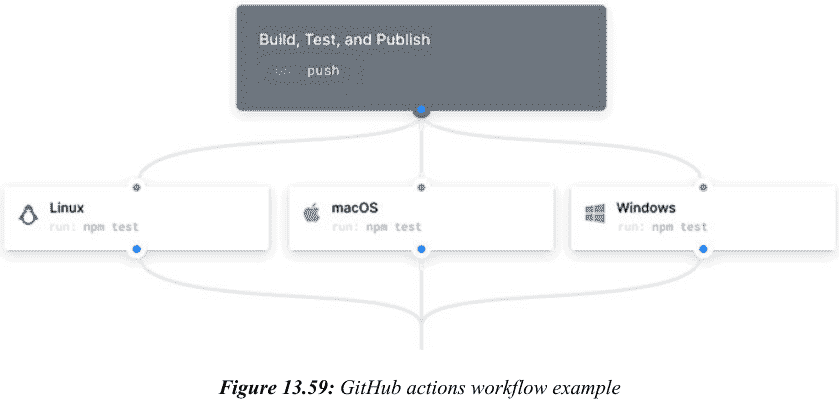 Build, Test, and Publish
push
Linux
run: npm test
macOS
run: npm test
Windows
run: npm test
Figure 13.59: GitHub actions workflow example